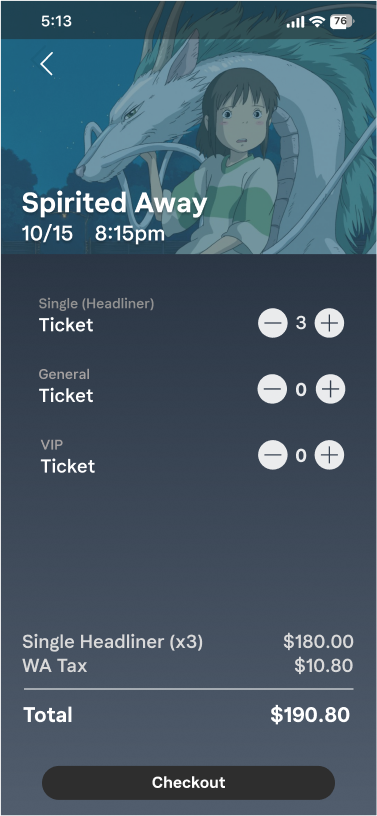 5:13 76
Spirited Away
10/15 8:15pm
Single (Headliner)
Ticket
3
General
Ticket
0
VIP
Ticket
0
Single Headliner (x3) $180.00
WA Tax $10.80
Total $190.80
Checkout